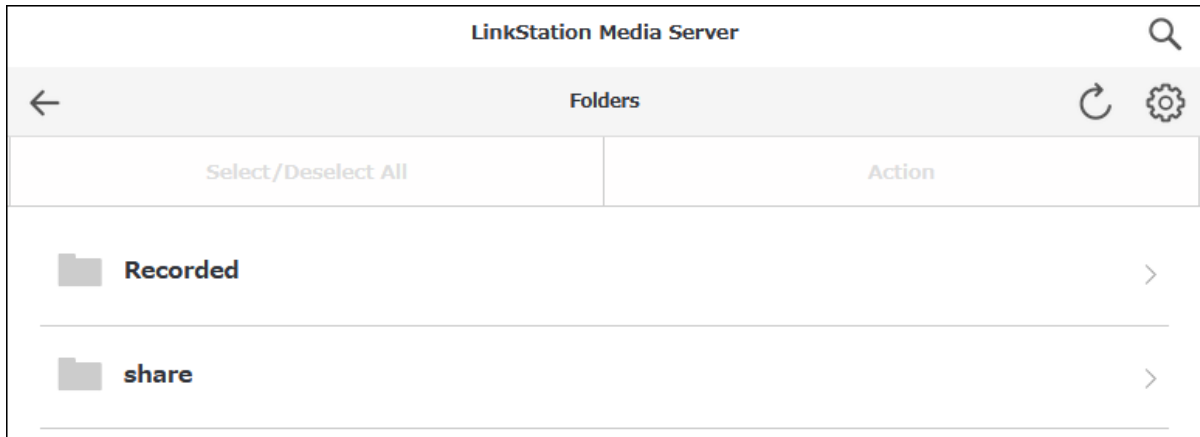 LinkStation Media Server
Folders
Select/Deselect All
Action
Recorded
share